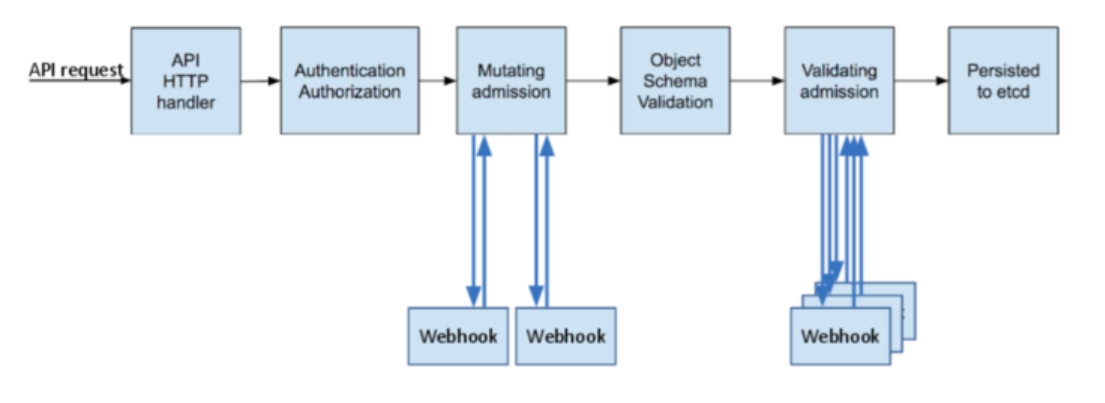 API request
API
HTTP
handler
Authentication
Authorization
Mutating
admission
Object
Schema
Validation
Validating
admission
Persisted
to etcd
Webhook
Webhook
Webhook